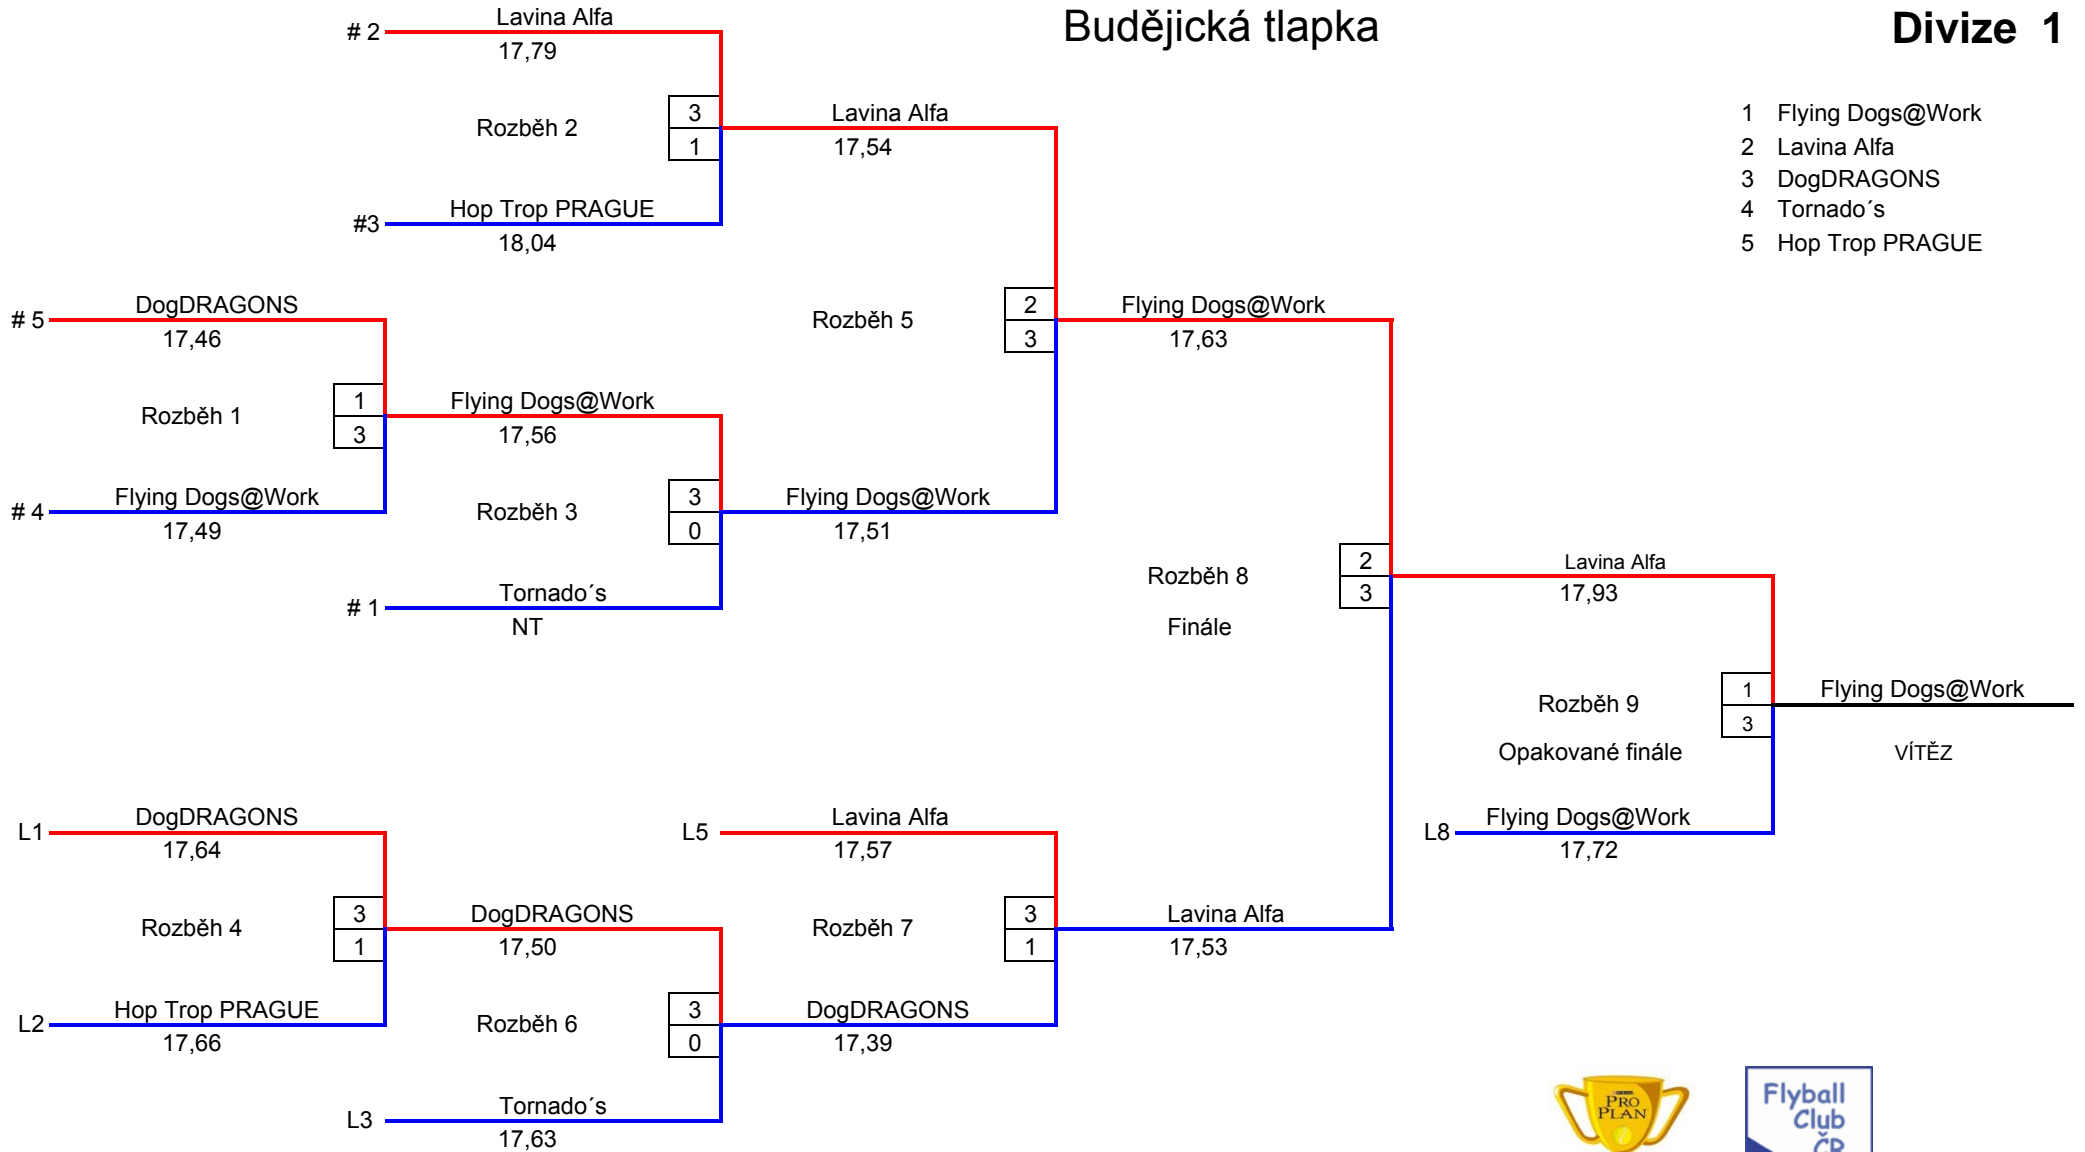 Budějická tlapka
Divize 1
# 2
Lavina Alfa
17,79
Rozběh 2
3
1
Lavina Alfa
17,54
#3
Hop Trop PRAGUE
18,04
1 Flying Dogs@Work
2 Lavina Alfa
3 DogDRAGONS
4 Tornado´s
5 Hop Trop PRAGUE
# 5
DogDRAGONS
17,46
Rozběh 1
1
3
Flying Dogs@Work
17,56
# 4
Flying Dogs@Work
17,49
Rozběh 3
3
0
Flying Dogs@Work
17,51
# 1
Tornado´s
NT
Rozběh 5
2
3
Flying Dogs@Work
17,63
Rozběh 8
Finále
2
3
Lavina Alfa
17,93
Rozběh 9
Opakované finále
1
3
Flying Dogs@Work
VÍTĚZ
L8
Flying Dogs@Work
17,72
L1
DogDRAGONS
17,64
Rozběh 4
3
1
DogDRAGONS
17,50
L2
Hop Trop PRAGUE
17,66
Rozběh 6
3
0
DogDRAGONS
17,39
L3
Tornado´s
17,63
L5
Lavina Alfa
17,57
Rozběh 7
3
1
Lavina Alfa
17,53
PRO
PLAN
Flyball
Club
ČR